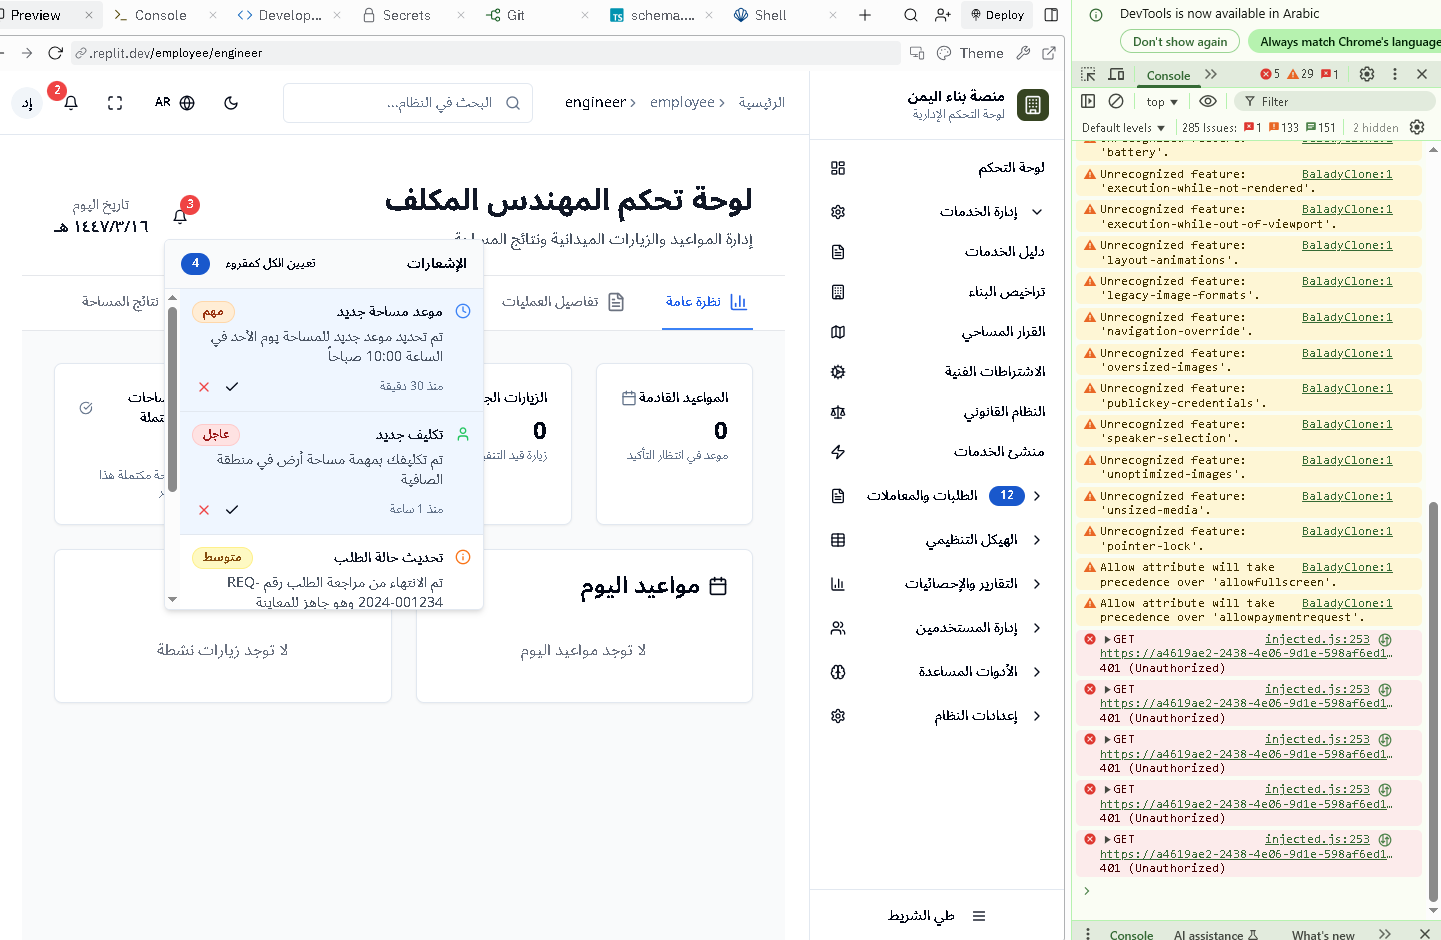 Preview
Console
Develop...
Secrets
Git
TS schema....
Shell
Deploy
.replit.dev/employee/engineer
Theme
منصة بناء اليمن
لوحة التحكم الإدارية
الرئيسية
employee
engineer
البحث في النظام...
AR
2
إد
لوحة التحكم
إدارة الخدمات
دليل الخدمات
تراخيص البناء
القرار المساحي
الاشتراطات الفنية
النظام القانوني
منشئ الخدمات
الطلبات والمعاملات
12
الهيكل التنظيمي
التقارير والإحصائيات
إدارة المستخدمين
الأدوات المساعدة
إعدادات النظام
طي الشريط
لوحة تحكم المهندس المكلف
إدارة المواعيد والزيارات الميدانية ونتائج
3
تاريخ اليوم
١٤٤٧/٣/١٦ هـ
نظرة عامة
تفاصيل العمليات
نتائج المساحة
الإشعارات
تعيين الكل كمقروء
4
موعد مساحة جديد
مهم
تم تحديد موعد جديد للمساحة يوم الأحد في
الساعة 10:00 صباحاً
منذ 30 دقيقة
تكليف جديد
عاجل
تم تكليفك بمهمة مساحة أرض في منطقة
الصافية
منذ 1 ساعة
تحديث حالة الطلب
متوسط
تم الانتهاء من مراجعة الطلب رقم REQ-
2024-001234 وهو جاهز للمعاينة
المواعيد القادمة
0
موعد في انتظار التأكيد
الزيارات
0
زيارة قيد
مواعيد اليوم
لا توجد مواعيد اليوم
لا توجد زيارات نشطة
DevTools is now available in Arabic
Don't show again
Always match Chrome's language
Console
5
29
1
top
Filter
Default levels
285 Issues:
1
133
151
2 hidden
'battery'.
Unrecognized feature: BaladyClone:1
'execution-while-not-rendered'.
Unrecognized feature: BaladyClone:1
'execution-while-out-of-viewport'.
Unrecognized feature: BaladyClone:1
'layout-animations'.
Unrecognized feature: BaladyClone:1
'legacy-image-formats'.
Unrecognized feature: BaladyClone:1
'navigation-override'.
Unrecognized feature: BaladyClone:1
'oversized-images'.
Unrecognized feature: BaladyClone:1
'publickey-credentials'.
Unrecognized feature: BaladyClone:1
'speaker-selection'.
Unrecognized feature: BaladyClone:1
'unoptimized-images'.
Unrecognized feature: BaladyClone:1
'unsized-media'.
Unrecognized feature: BaladyClone:1
'pointer-lock'.
Allow attribute will take BaladyClone:1
precedence over 'allowfullscreen'.
Allow attribute will take BaladyClone:1
precedence over 'allowpaymentrequest'.
GET injected.js:253
https://a4619ae2-2438-4e06-9d1e-598af6ed1…
401 (Unauthorized)
GET injected.js:253
https://a4619ae2-2438-4e06-9d1e-598af6ed1…
401 (Unauthorized)
GET injected.js:253
https://a4619ae2-2438-4e06-9d1e-598af6ed1…
401 (Unauthorized)
GET injected.js:253
https://a4619ae2-2438-4e06-9d1e-598af6ed1…
401 (Unauthorized)
GET injected.js:253
https://a4619ae2-2438-4e06-9d1e-598af6ed1…
401 (Unauthorized)
Console
AI assistance
What's new